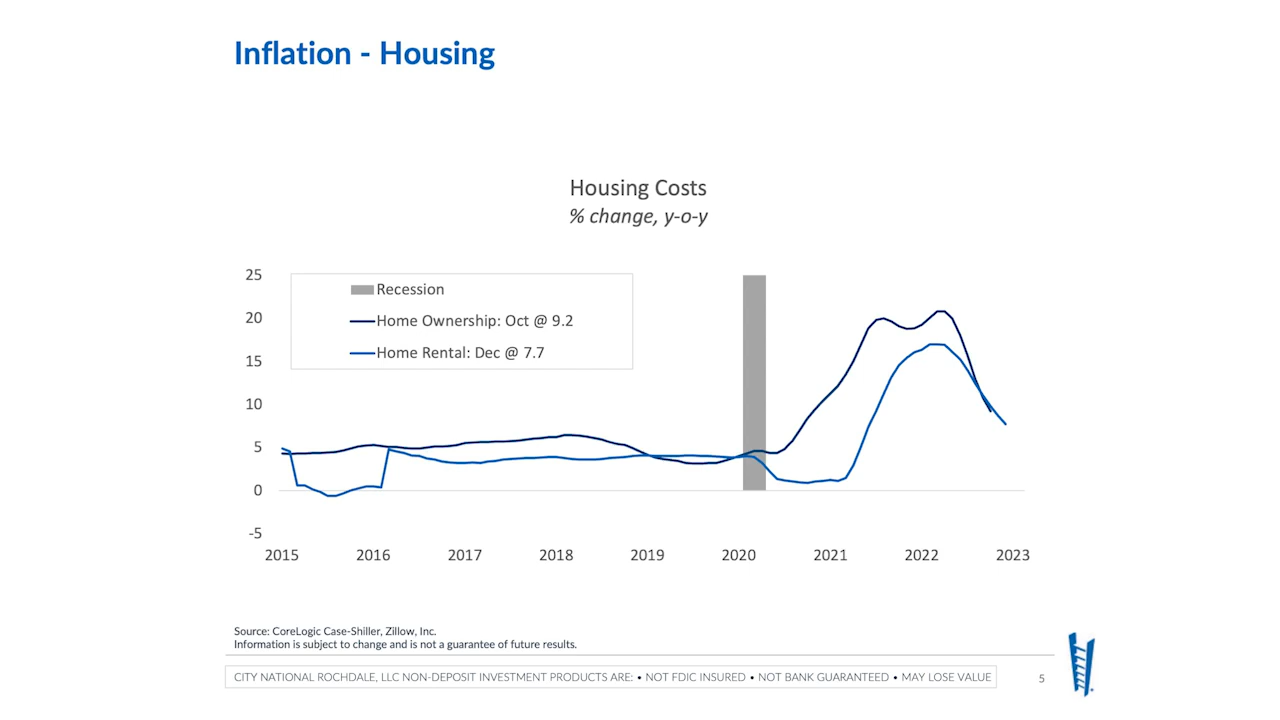 Inflation - Housing
Housing Costs
% change, y-o-y
25
20
15
10
5
0
-5
Recession
Home Ownership: Oct @ 9.2
Home Rental: Dec @ 7.7
2015 2016 2017 2018 2019 2020 2021 2022 2023
Source: CoreLogic Case-Shiller, Zillow, Inc.
Information is subject to change and is not a guarantee of future results.
CITY NATIONAL ROCHDALE, LLC NON-DEPOSIT INVESTMENT PRODUCTS ARE: • NOT FDIC INSURED • NOT BANK GUARANTEED • MAY LOSE VALUE
5